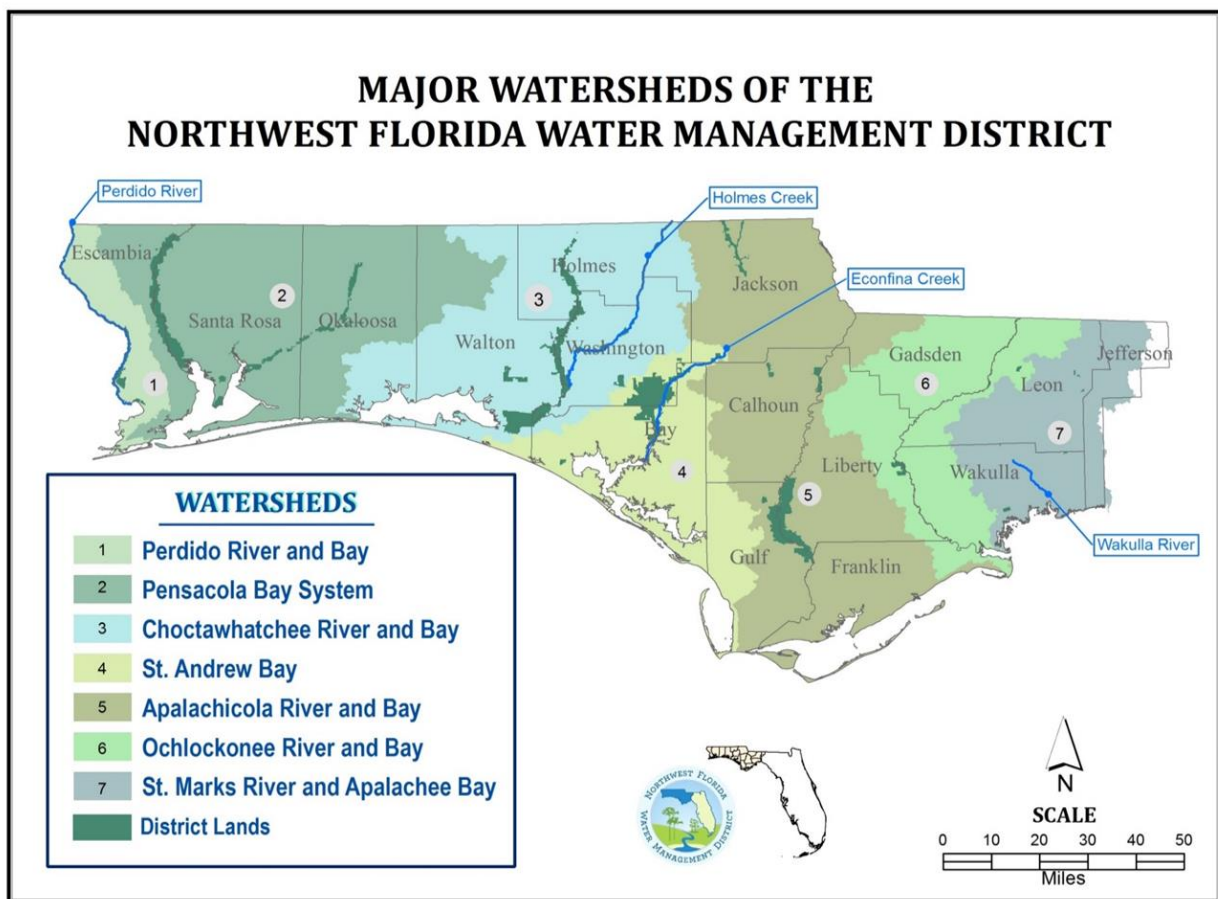 MAJOR WATERSHEDS OF THE
NORTHWEST FLORIDA WATER MANAGEMENT DISTRICT
Perdido River
Holmes Creek
Econfina Creek
Escambia
Santa Rosa
Okaloosa
Walton
Holmes
Washington
Jackson
Bay
Calhoun
Gadsden
Leon
Jefferson
Liberty
Wakulla
Gulf
Franklin
Wakulla River
1
2
3
4
5
6
7
WATERSHEDS
1 Perdido River and Bay
2 Pensacola Bay System
3 Choctawhatchee River and Bay
4 St. Andrew Bay
5 Apalachicola River and Bay
6 Ochlockonee River and Bay
7 St. Marks River and Apalachee Bay
District Lands
NORTHWEST FLORIDA
WATER MANAGEMENT DISTRICT
N
SCALE
0 10 20 30 40 50
Miles